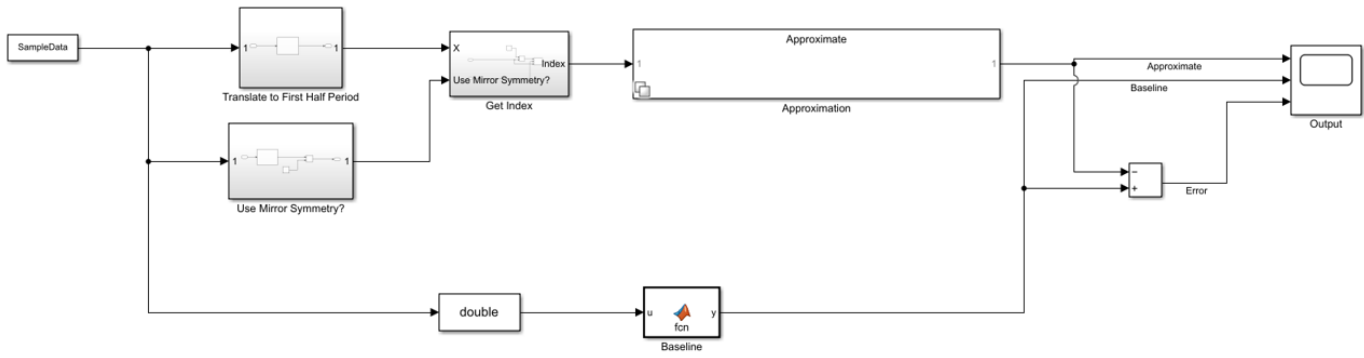 SampleData
1
1
Translate to First Half Period
1
1
Use Mirror Symmetry?
X
Index
Use Mirror Symmetry?
Get Index
Approximate
1
1
Approximation
Approximate
Baseline
Output
−
+
Error
double
u
y
fcn
Baseline